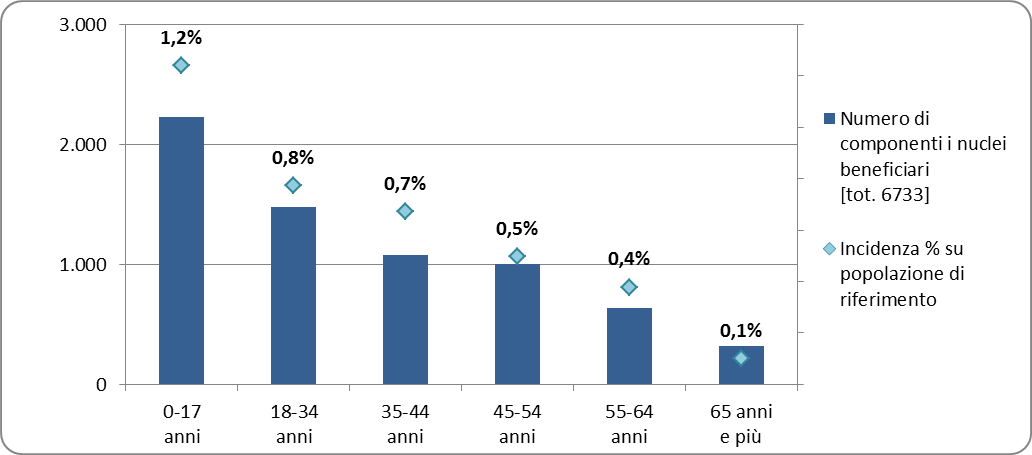 3.000
2.000
1.000
0
1,2%
0,8%
0,7%
0,5%
0,4%
0,1%
0-17
anni
18-34
anni
35-44
anni
45-54
anni
55-64
anni
65 anni
e più
Numero di
componenti i nuclei
beneficiari
[tot. 6733]
Incidenza % su
popolazione di
riferimento